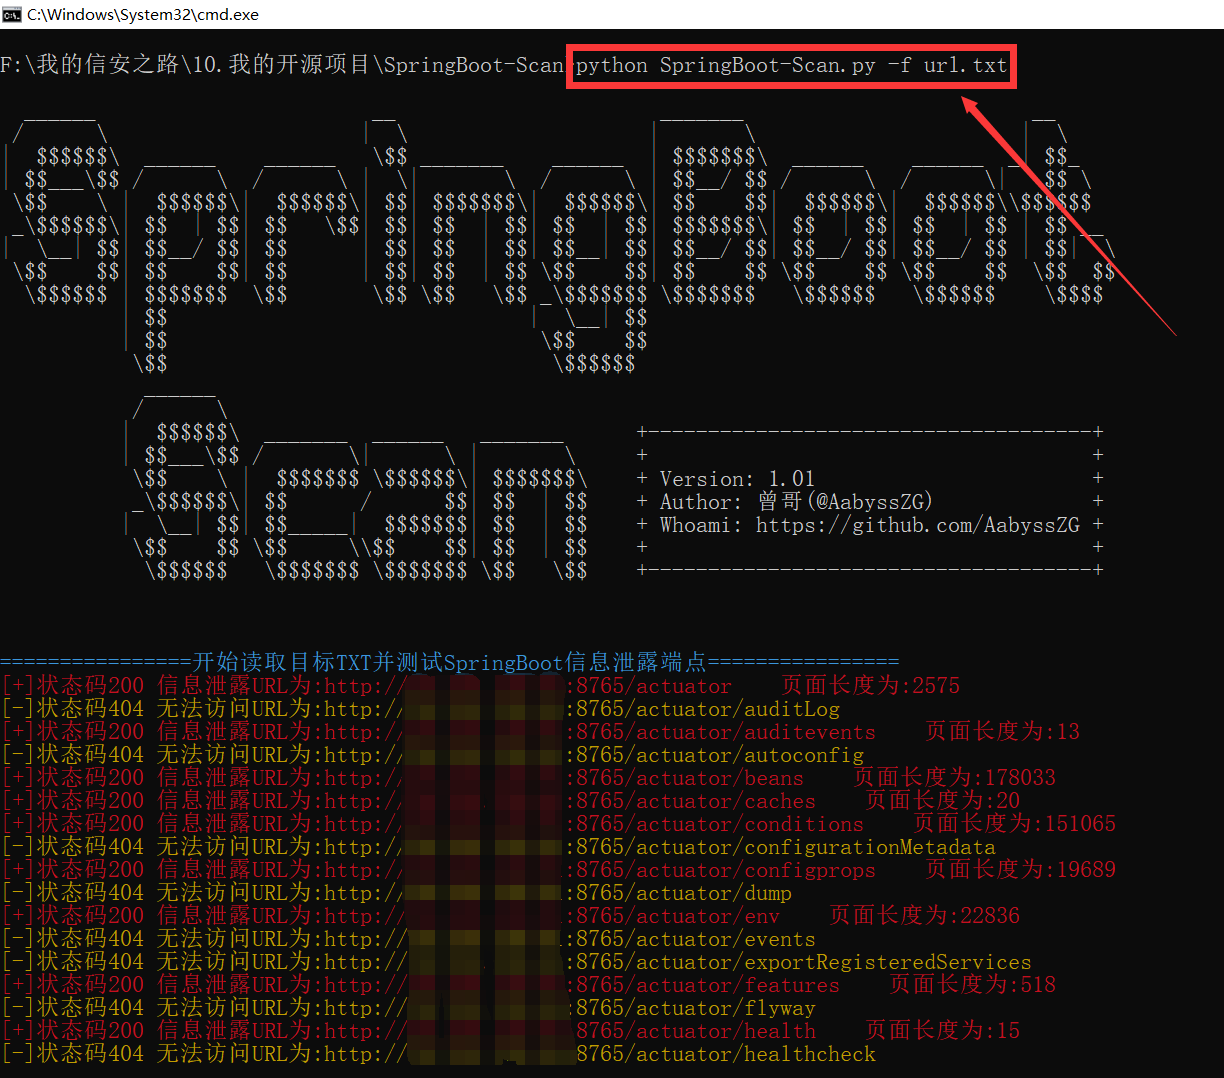 C:\Windows\System32\cmd.exe
F:\我的信安之路\10.我的开源项目\SpringBoot-Scan>python SpringBoot-Scan.py -f url.txt
SpringBoot
Scan
+-------------------------------------+
+ +
+ Version: 1.01 +
+ Author: 曾哥(@AabyssZG) +
+ Whoami: https://github.com/AabyssZG +
+ +
+-------------------------------------+
================开始读取目标TXT并测试SpringBoot信息泄露端点================
[+]状态码200 信息泄露URL为:http://:8765/actuator 页面长度为:2575
[-]状态码404 无法访问URL为:http://:8765/actuator/auditLog
[+]状态码200 信息泄露URL为:http://:8765/actuator/auditevents 页面长度为:13
[-]状态码404 无法访问URL为:http://:8765/actuator/autoconfig
[+]状态码200 信息泄露URL为:http://:8765/actuator/beans 页面长度为:178033
[+]状态码200 信息泄露URL为:http://:8765/actuator/caches 页面长度为:20
[+]状态码200 信息泄露URL为:http://:8765/actuator/conditions 页面长度为:151065
[-]状态码404 无法访问URL为:http://:8765/actuator/configurationMetadata
[+]状态码200 信息泄露URL为:http://:8765/actuator/configprops 页面长度为:19689
[-]状态码404 无法访问URL为:http://:8765/actuator/dump
[+]状态码200 信息泄露URL为:http://:8765/actuator/env 页面长度为:22836
[-]状态码404 无法访问URL为:http://:8765/actuator/events
[-]状态码404 无法访问URL为:http://:8765/actuator/exportRegisteredServices
[+]状态码200 信息泄露URL为:http://:8765/actuator/features 页面长度为:518
[-]状态码404 无法访问URL为:http://:8765/actuator/flyway
[+]状态码200 信息泄露URL为:http://8765/actuator/health 页面长度为:15
[-]状态码404 无法访问URL为:http://8765/actuator/healthcheck